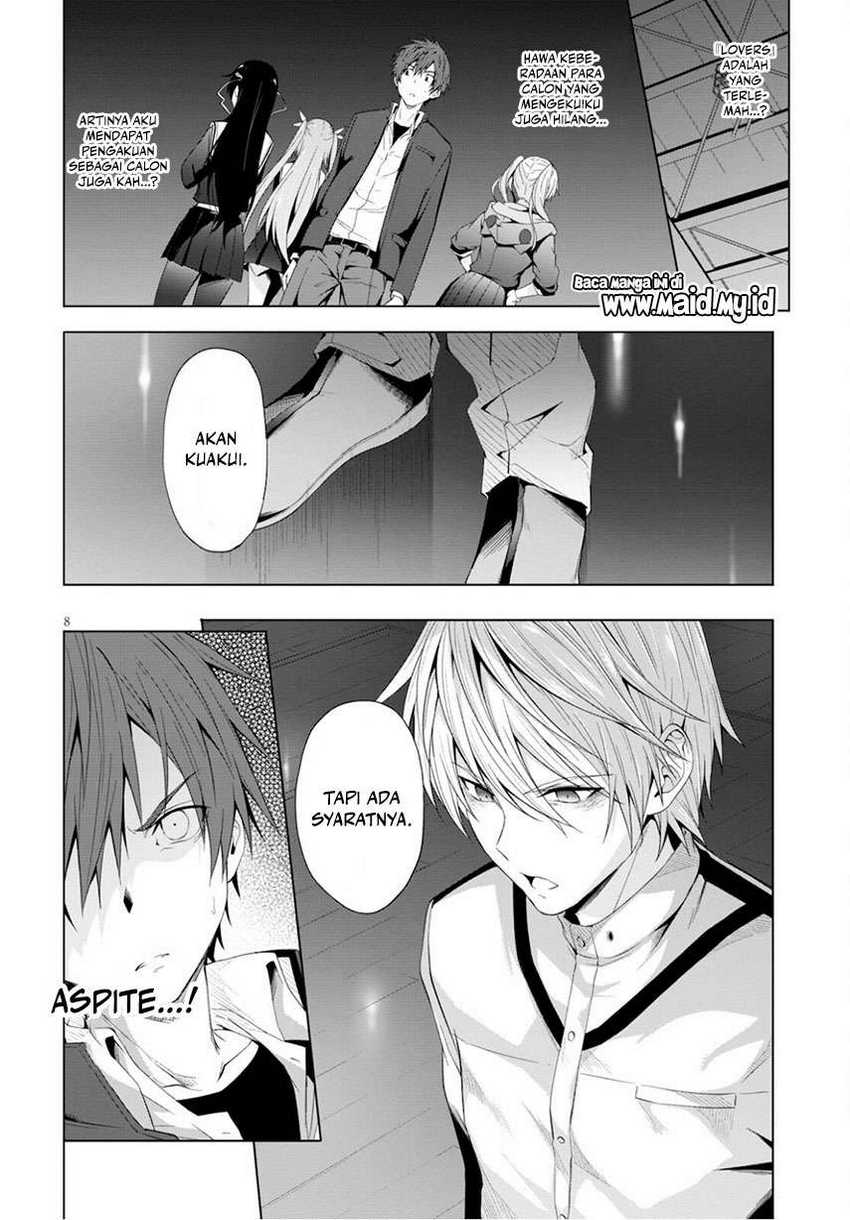 『LOVERS』
ADALAH
YANG
TERLE-
MAH...?
HAWA KEBE-
RADAAN PARA
CALON YANG
MENGEKUIKU
JUGA HILANG...
ARTINYA AKU
MENDAPAT
PENGAKUAN
SEBAGAI CALON
JUGA KAH...?
Baca Manga ini di
www.Maid.My.id
AKAN
KUAKUI.
8
TAPI ADA
SYARATNYA.
ASPITE...!